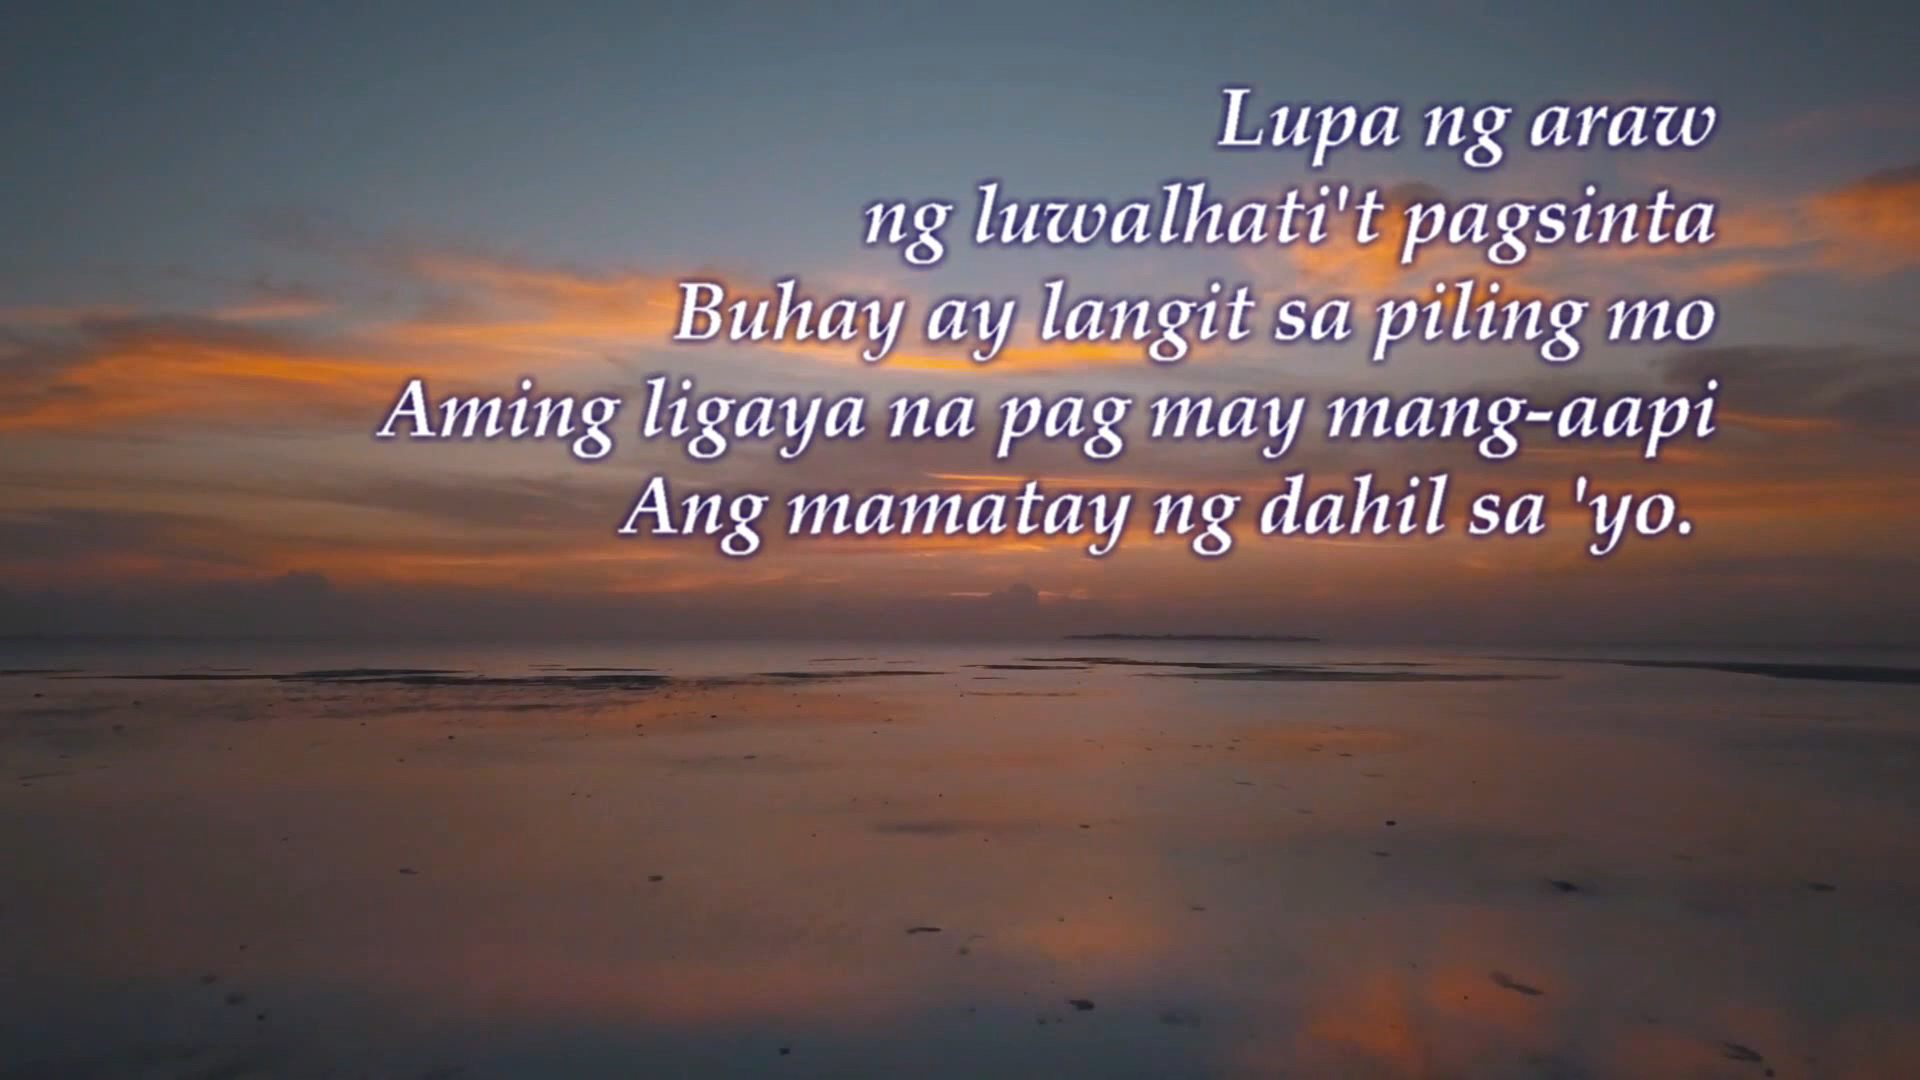 Lupa ng araw
ng luwalhati't pagsinta
Buhay ay langit sa piling mo
Aming ligaya na pag may mang-aapi
Ang mamatay ng dahil sa 'yo.